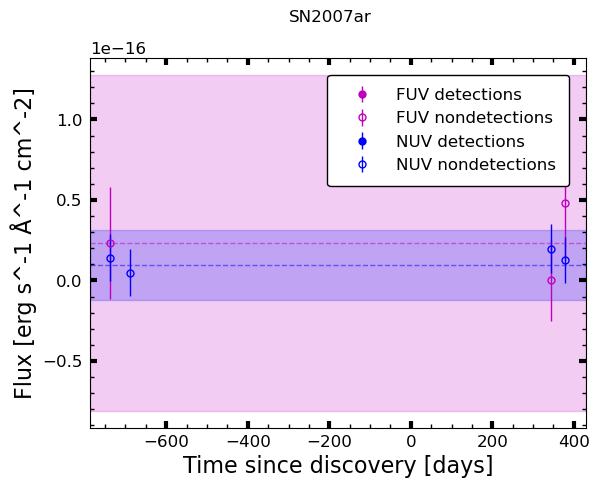 SN2007ar
1e−16
FUV detections
FUV nondetections
NUV detections
NUV nondetections
1.0
0.5
0.0
−0.5
Flux [erg s^-1 Å^-1 cm^-2]
−600 −400 −200 0 200 400
Time since discovery [days]